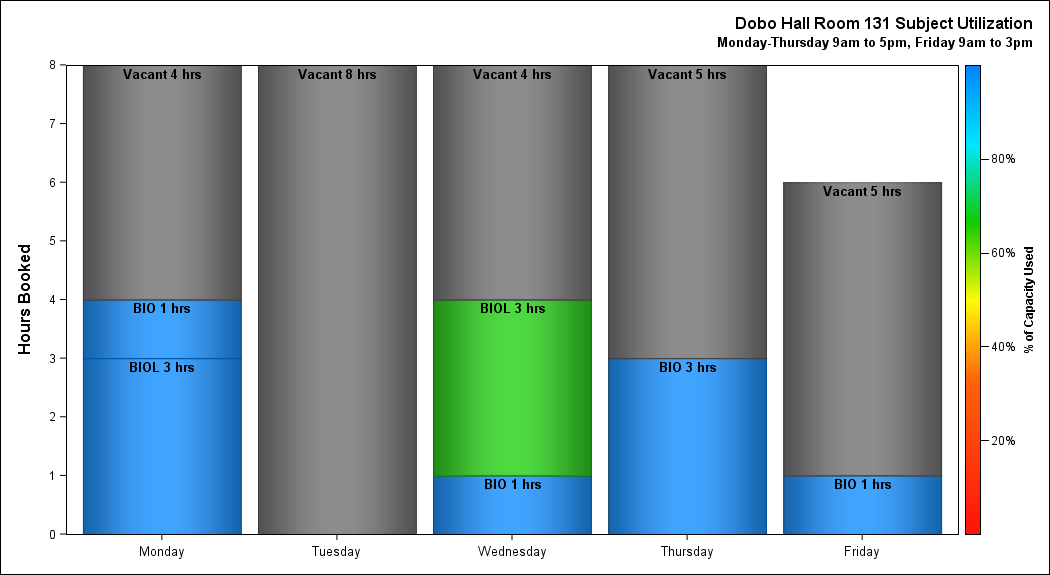 Dobo Hall Room 131 Subject Utilization
Monday-Thursday 9am to 5pm, Friday 9am to 3pm
Hours Booked
8
7
6
5
4
3
2
1
0
Vacant 4 hrs
BIO 1 hrs
BIOL 3 hrs
Vacant 8 hrs
Vacant 4 hrs
BIOL 3 hrs
BIO 1 hrs
Vacant 5 hrs
BIO 3 hrs
Vacant 5 hrs
BIO 1 hrs
Monday
Tuesday
Wednesday
Thursday
Friday
80%
60%
40%
20%
% of Capacity Used